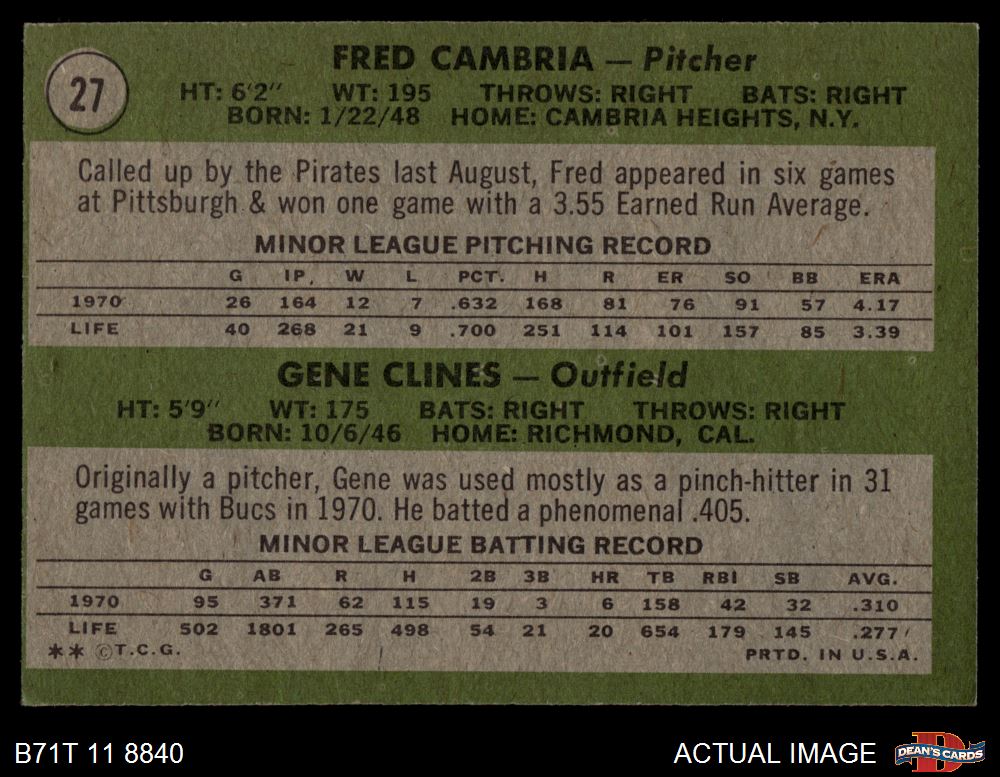 27
FRED CAMBRIA — Pitcher
HT: 6'2" WT: 195 THROWS: RIGHT BATS: RIGHT
BORN: 1/22/48 HOME: CAMBRIA HEIGHTS, N.Y.
Called up by the Pirates last August, Fred appeared in six games
at Pittsburgh & won one game with a 3.55 Earned Run Average.
MINOR LEAGUE PITCHING RECORD
G IP. W L PCT. H R ER SO BB ERA
1970 26 164 12 7 .632 168 81 76 91 57 4.17
LIFE 40 268 21 9 .700 251 114 101 157 85 3.39
GENE CLINES — Outfield
HT: 5'9" WT: 175 BATS: RIGHT THROWS: RIGHT
BORN: 10/6/46 HOME: RICHMOND, CAL.
Originally a pitcher, Gene was used mostly as a pinch-hitter in 31
games with Bucs in 1970. He batted a phenomenal .405.
MINOR LEAGUE BATTING RECORD
G AB R H 2B 3B HR TB RBI SB AVG.
1970 95 371 62 115 19 3 6 158 42 32 .310
LIFE 502 1801 265 498 54 21 20 654 179 145 .277
** ©T.C.G. PRTD. IN U.S.A.
B71T 11 8840 ACTUAL IMAGE D DEAN'S CARDS